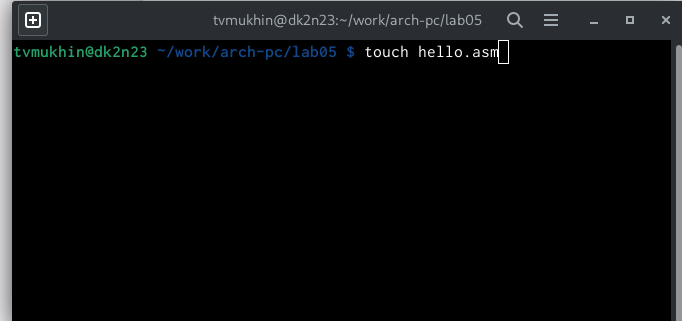 tvmukhin@dk2n23:~/work/arch-pc/lab05
tvmukhin@dk2n23 ~/work/arch-pc/lab05 $ touch hello.asm